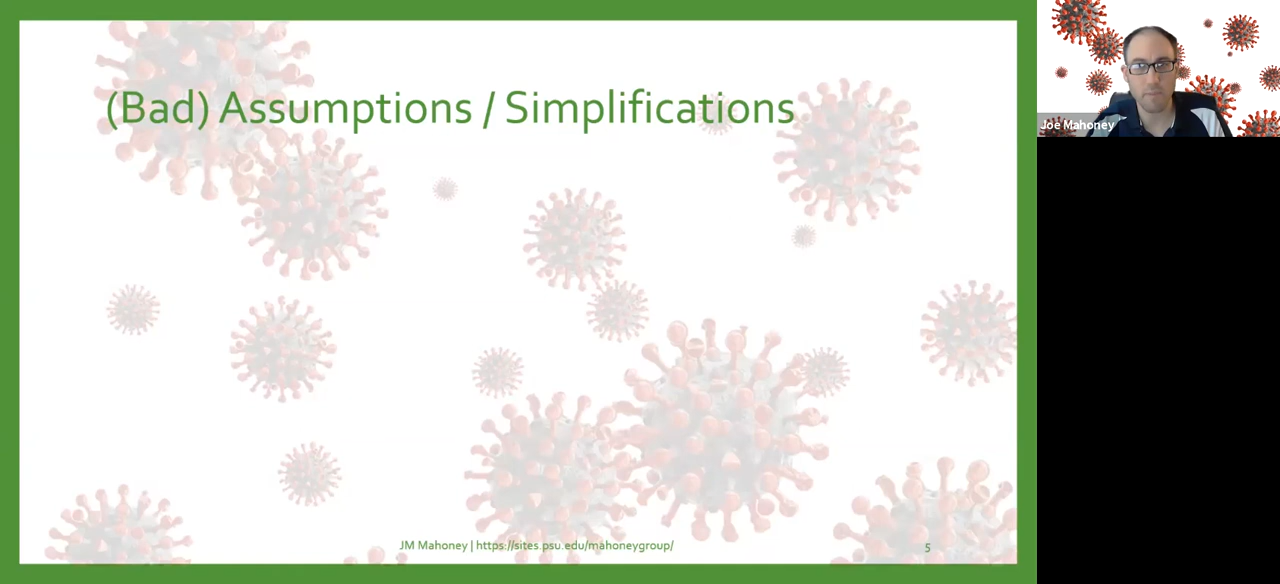 (Bad) Assumptions / Simplifications
Joe Mahoney
JM Mahoney | https://sites.psu.edu/mahoneygroup/
5